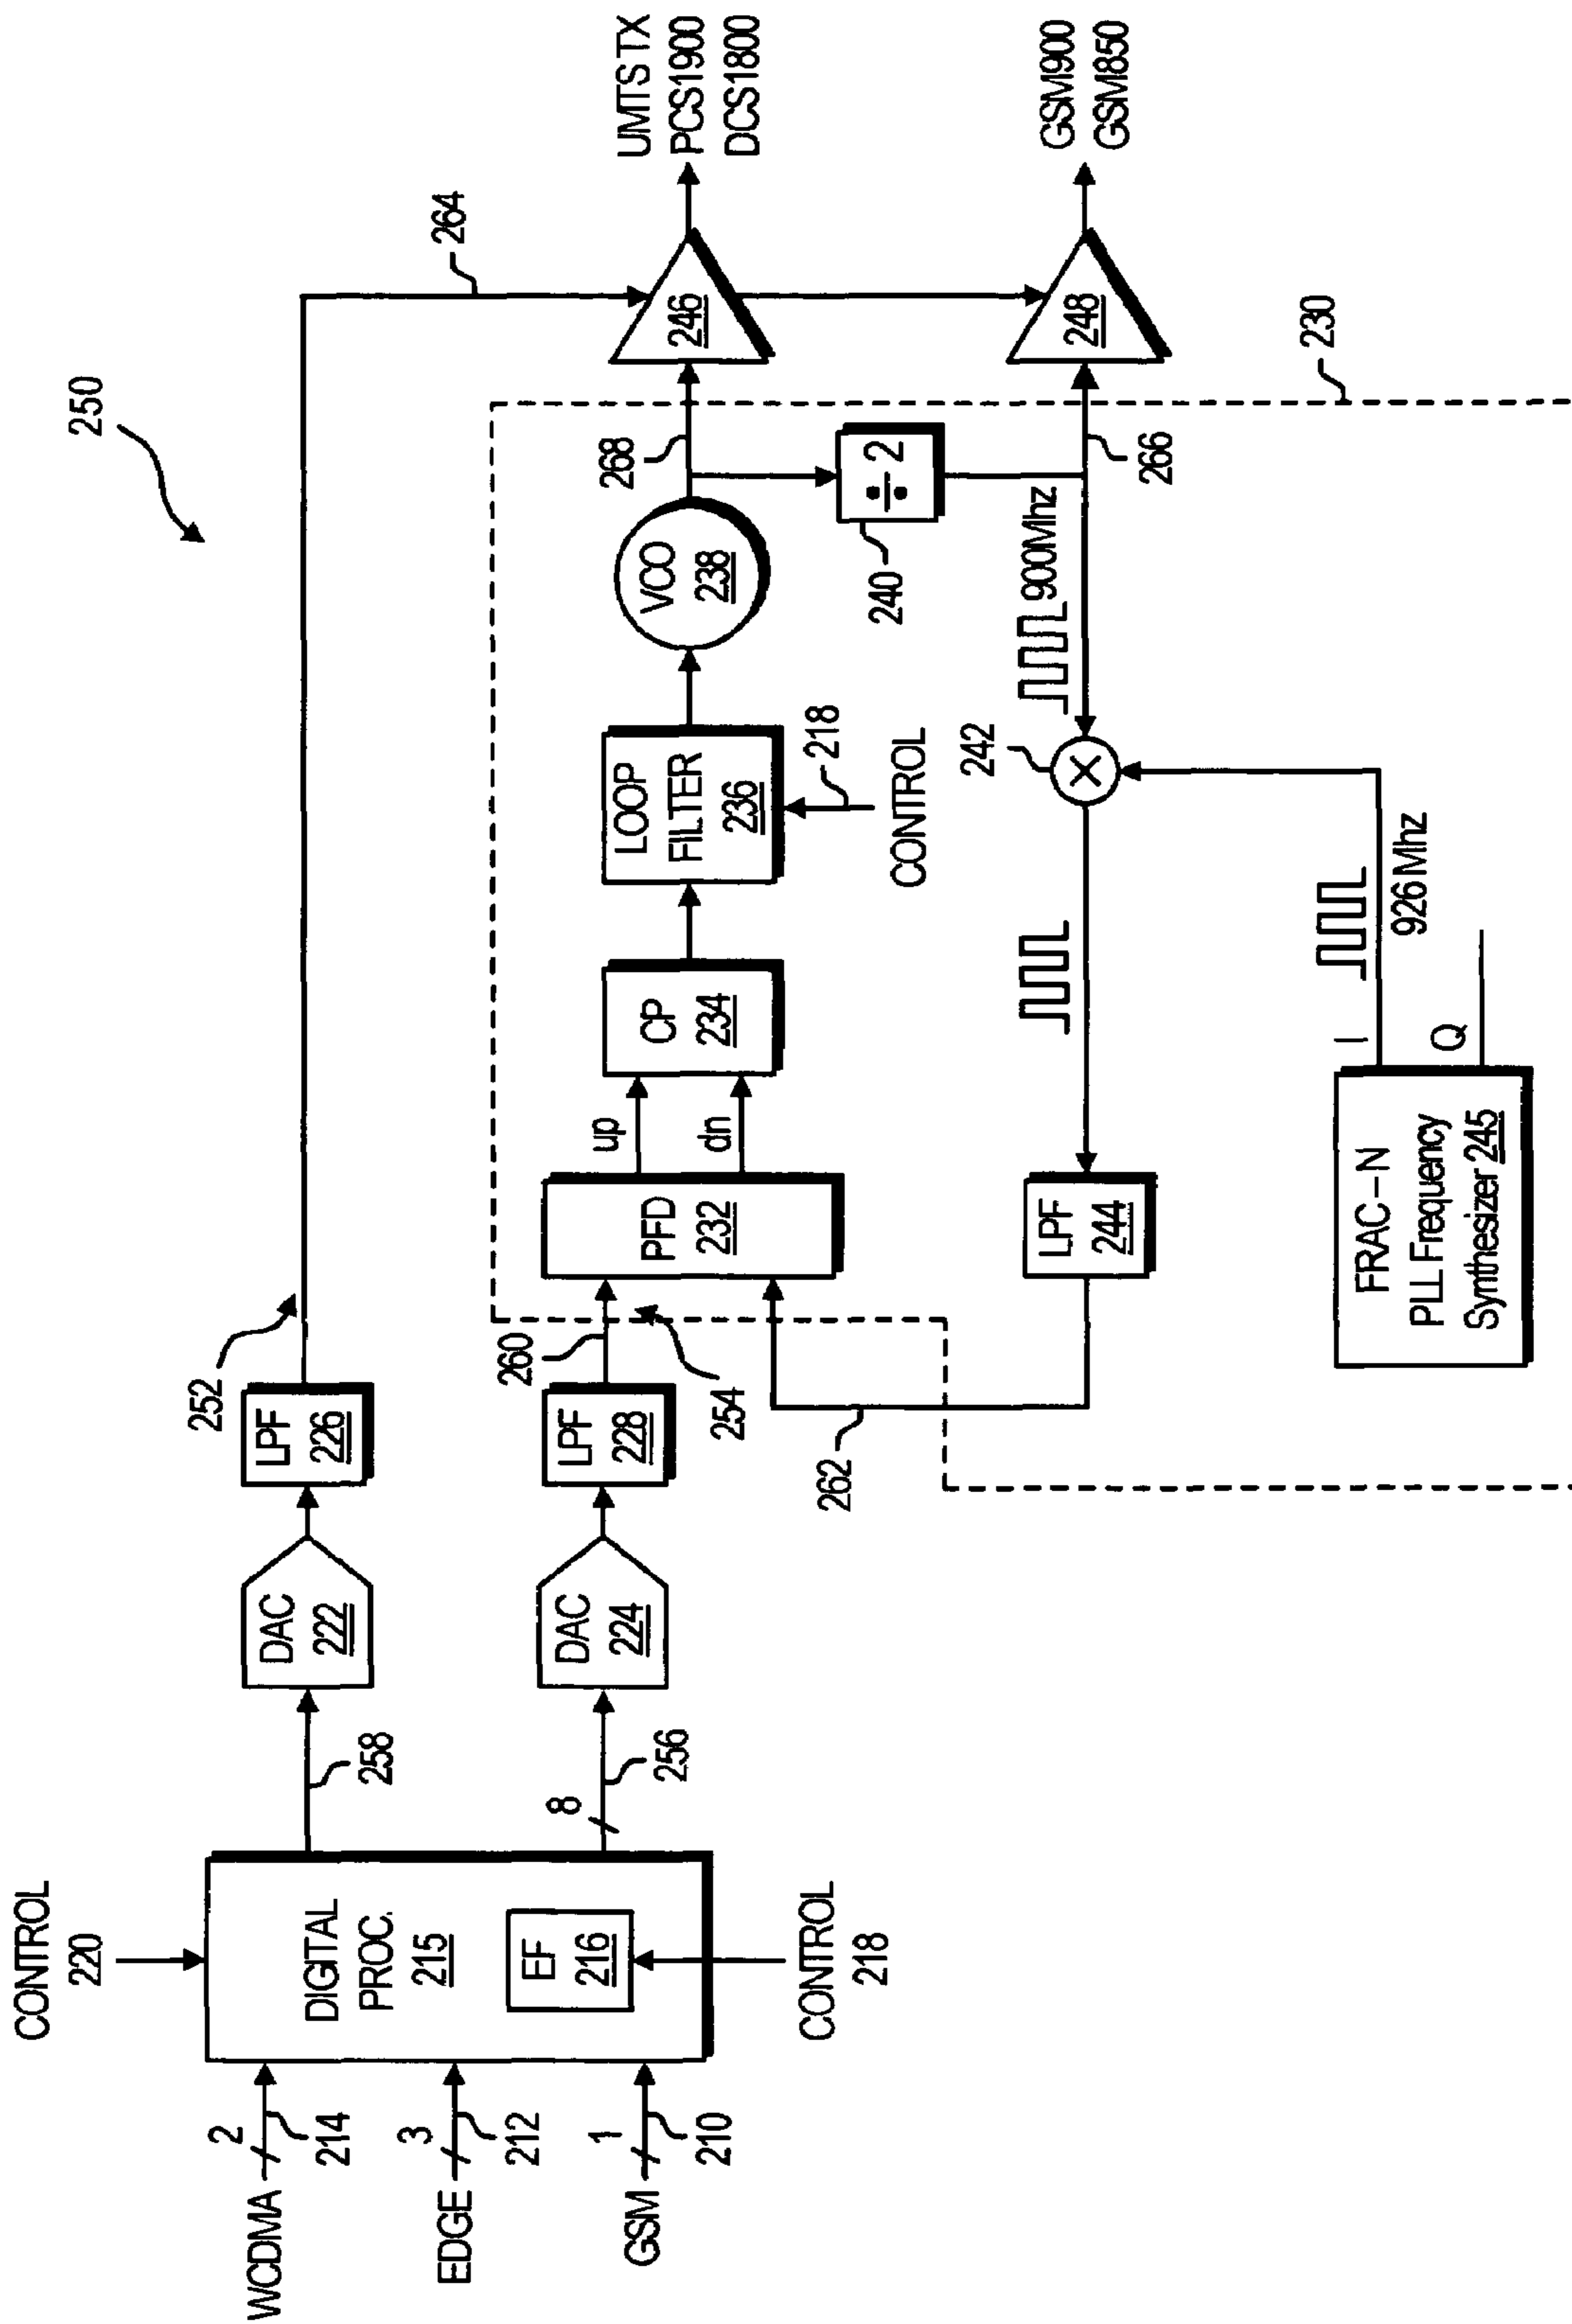 250
CONTROL
220
WCDMA
2
214
EDGE
3
212
GSM
1
210
DIGITAL
PROC.
215
EF
216
CONTROL
218
258
8
256
DAC
222
DAC
224
LPF
226
LPF
228
252
260
254
262
PFD
232
up
dn
CP
234
LOOP
FILTER
236
218
CONTROL
VCO
238
268
÷ 2
240
264
246
UMTS TX
PCS1900
DCS1800
248
GSM900
GSM850
230
266
900Mhz
242
LPF
244
FRAC-N
PLL Frequency
Synthesizer 245
I
Q
926 Mhz